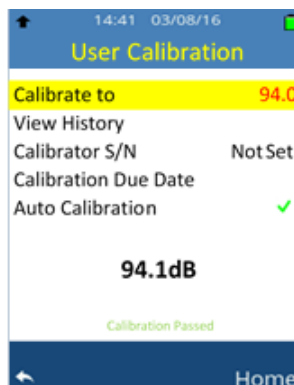 14:41 03/08/16
User Calibration
Calibrate to 94.0
View History
Calibrator S/N Not Set
Calibration Due Date
Auto Calibration
94.1dB
Calibration Passed
Home